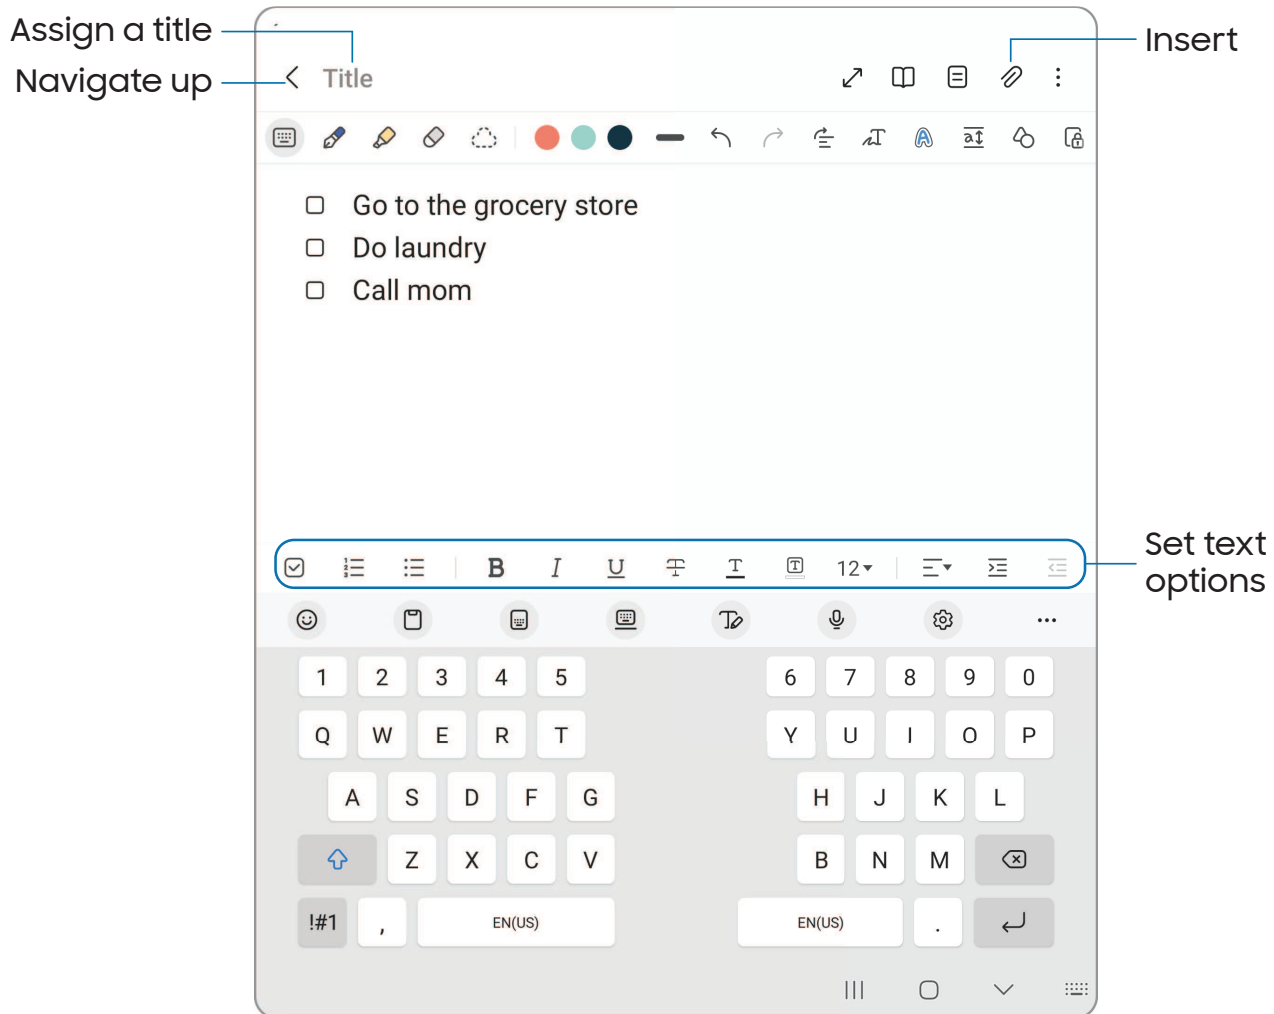 Assign a title
Insert
Navigate up
Title
Go to the grocery store
Do laundry
Call mom
Set text
options
B I U T T T 12
1 2 3 4 5 6 7 8 9 0
Q W E R T Y U I O P
A S D F G H J K L
Z X C V B N M
!#1 , EN(US) EN(US) .